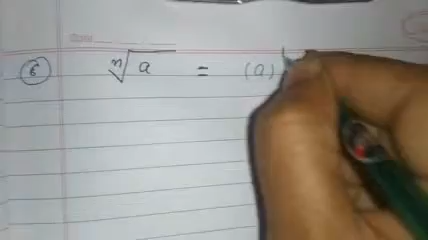 ⑥ ⁿ√a = (a)